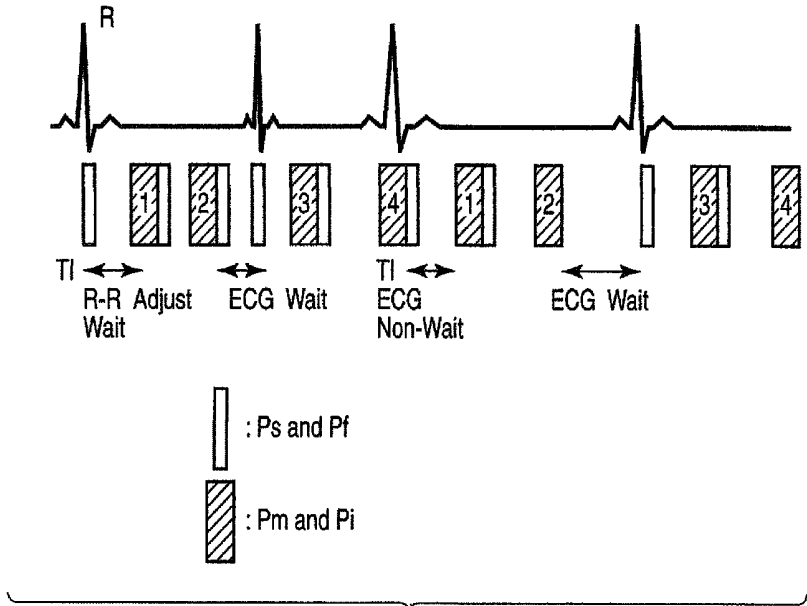 R
1 2 3 4 1 2 3 4
TI TI
R-R Adjust ECG Wait ECG ECG Wait
Wait Non-Wait
: Ps and Pf
: Pm and Pi